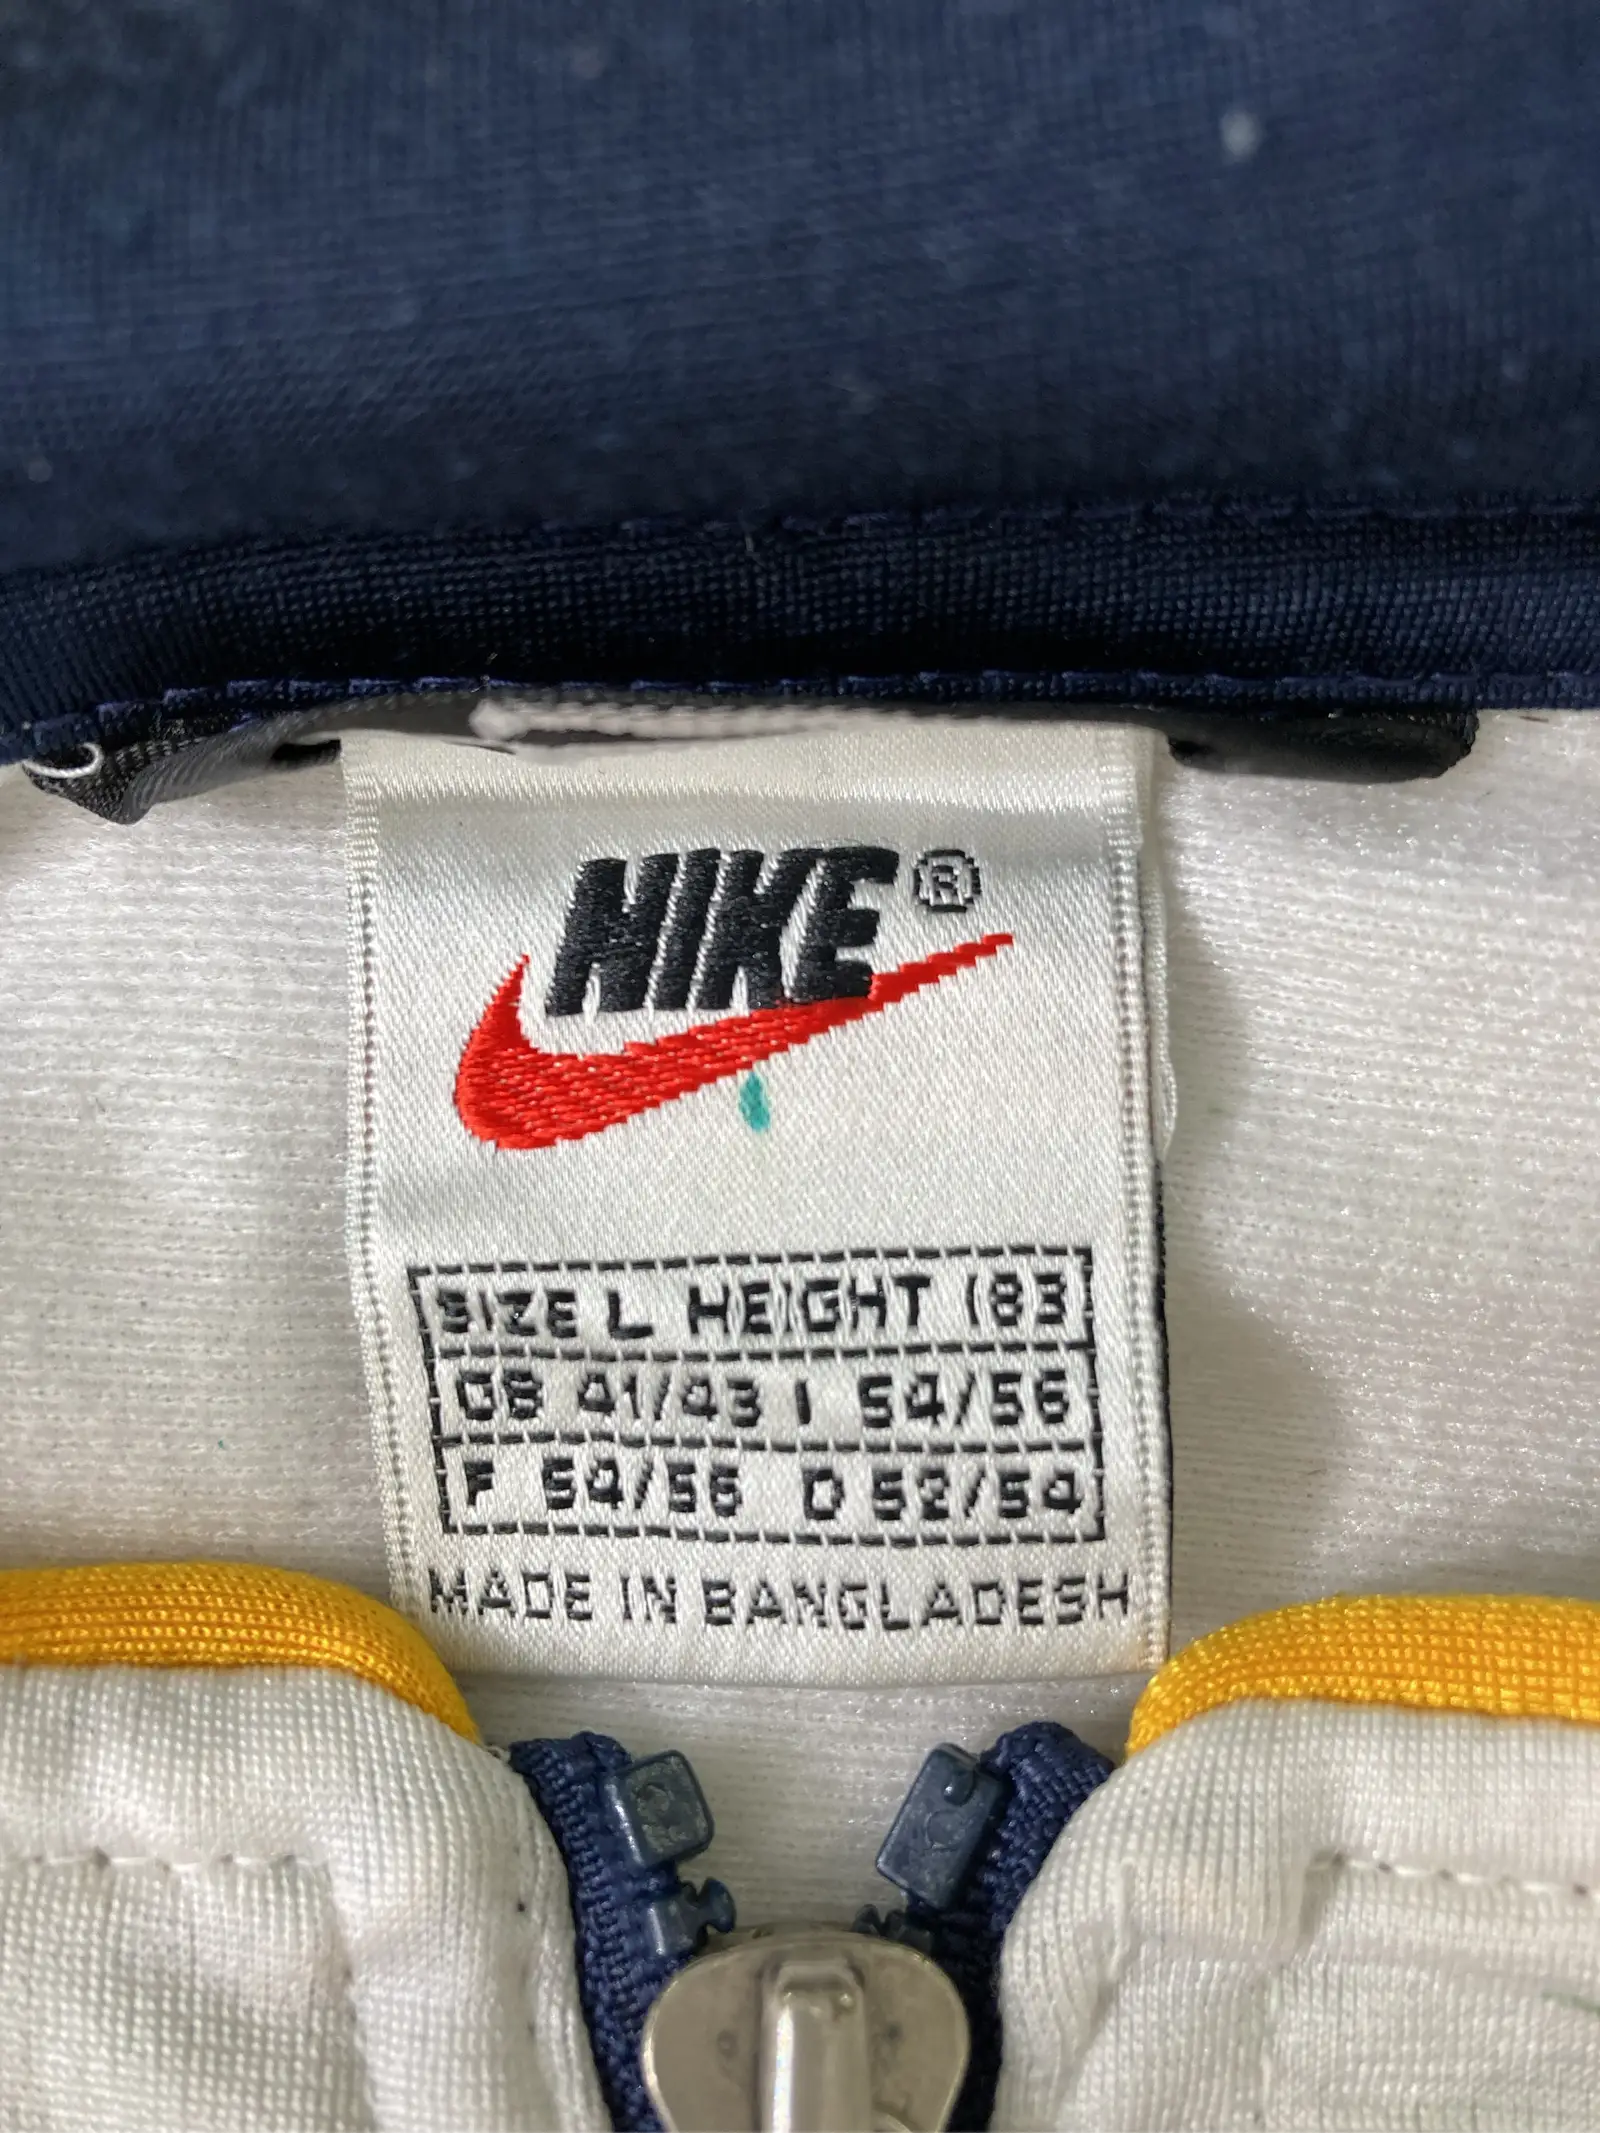 NIKE®
SIZE L HEIGHT 183
GB 41/43 I 54/56
F 54/56 D 52/54
MADE IN BANGLADESH